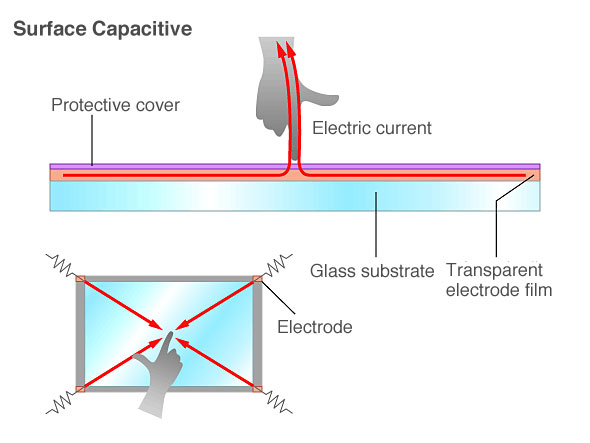 Surface Capacitive
Protective cover
Electric current
Glass substrate
Transparent
electrode film
Electrode